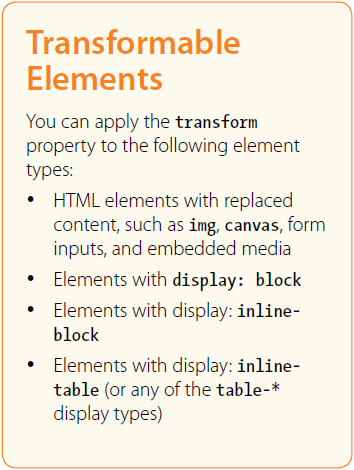 Transformable
Elements
You can apply the transform
property to the following element
types:
• HTML elements with replaced
content, such as img, canvas, form
inputs, and embedded media
• Elements with display: block
• Elements with display: inline-
block
• Elements with display: inline-
table (or any of the table-*
display types)